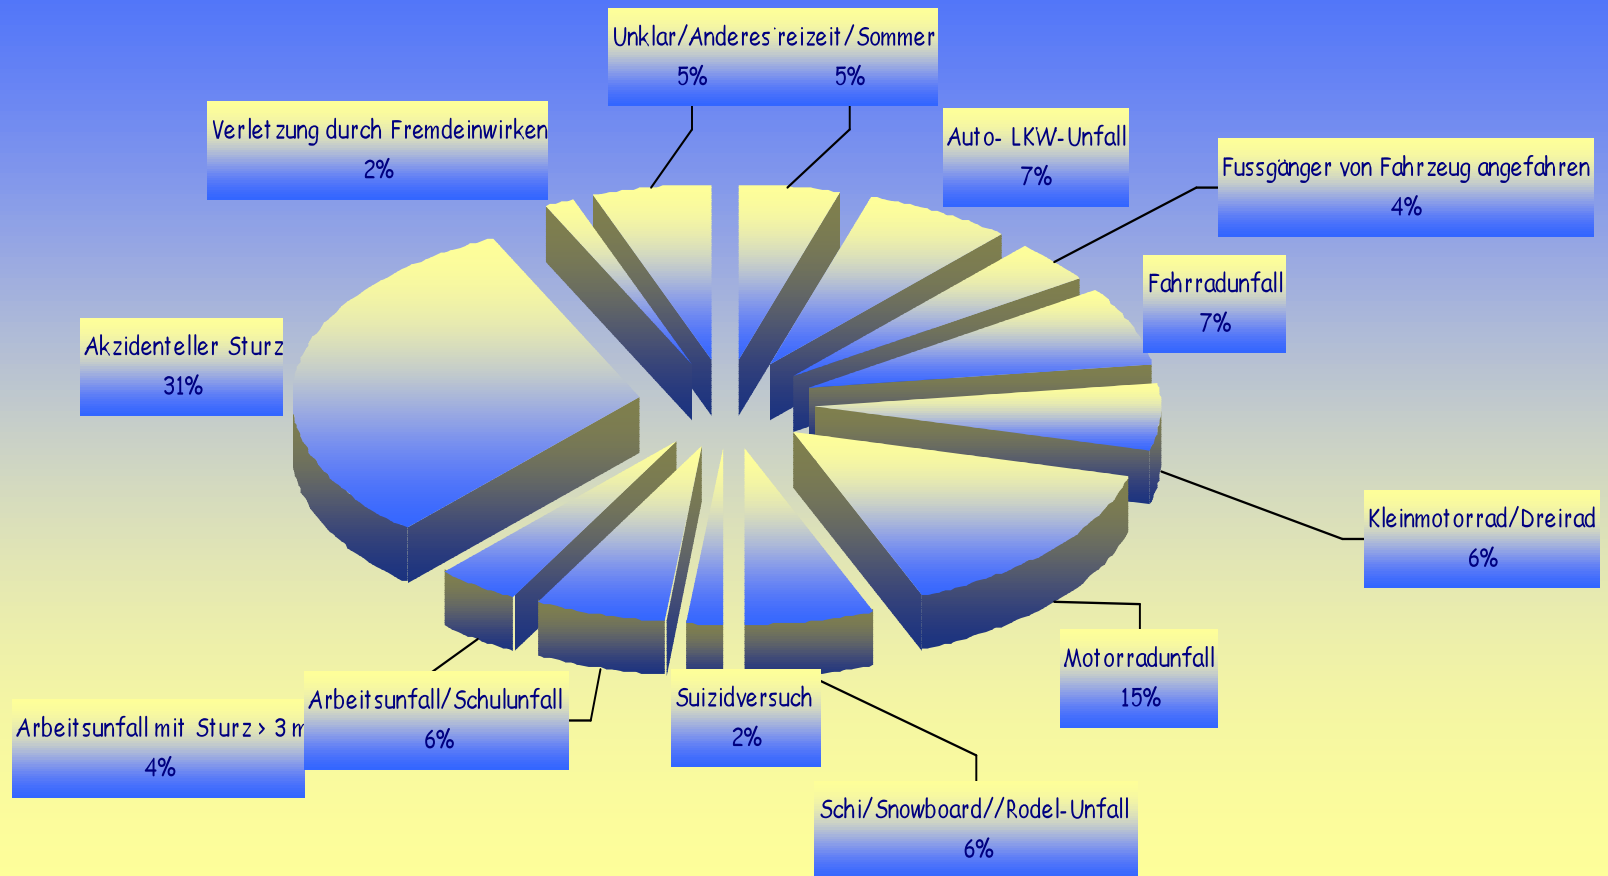 Unklar/Anderes
5%
reizeit/Sommer
5%
Auto- LKW-Unfall
7%
Fussgänger von Fahrzeug angefahren
4%
Fahrradunfall
7%
Kleinmotorrad/Dreirad
6%
Motorradunfall
15%
Schi/Snowboard//Rodel-Unfall
6%
Suizidversuch
2%
Arbeitsunfall/Schulunfall
6%
Arbeitsunfall mit Sturz > 3 m
4%
Akzidenteller Sturz
31%
Verletzung durch Fremdeinwirken
2%